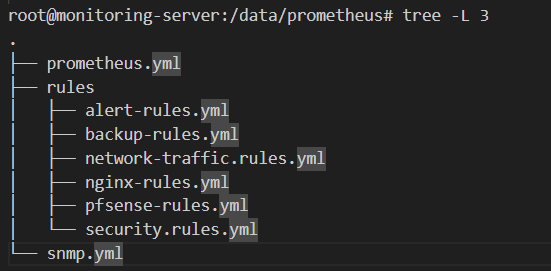 root@monitoring-server:/data/prometheus# tree -L 3
.
├── prometheus.yml
├── rules
│   ├── alert-rules.yml
│   ├── backup-rules.yml
│   ├── network-traffic.rules.yml
│   ├── nginx-rules.yml
│   ├── pfsense-rules.yml
│   └── security.rules.yml
└── snmp.yml